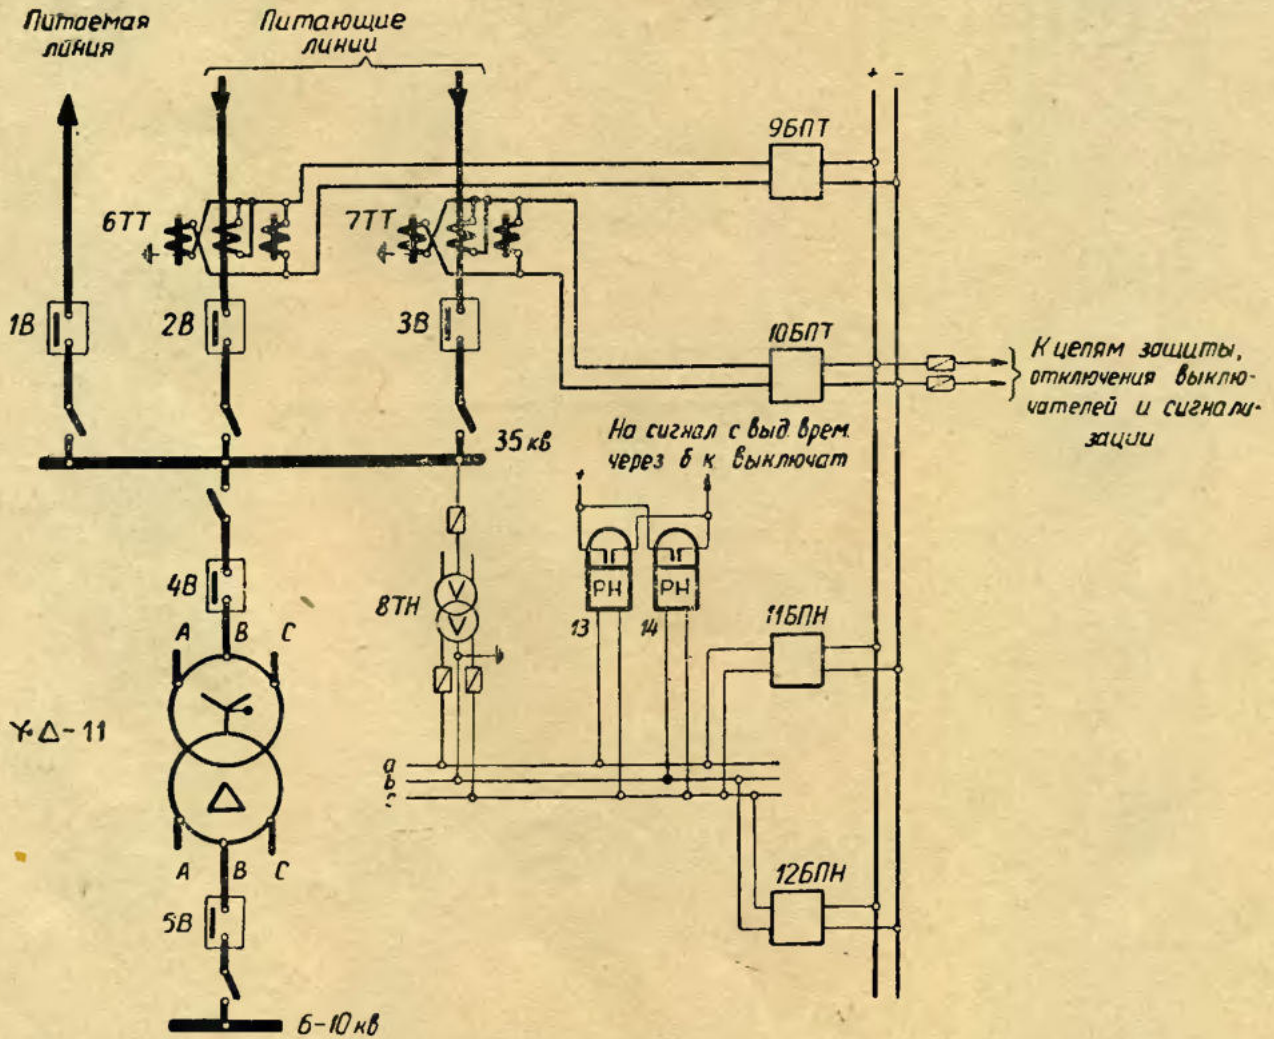 Питаемая
линия
Питающие
линии
+ -
9БПТ
6ТТ
7ТТ
1В
2В
3В
10БПТ
К цепям защиты,
отключения выклю-
чателей и сигнали-
зации
35 кв
На сигнал с выд. врем.
через б к выключат
+
4В
8ТН
РН
РН
13
14
11БПН
А В С
Y Δ-11
Y
Δ
V
V
a
b
c
А В С
12БПН
5В
6-10 кв